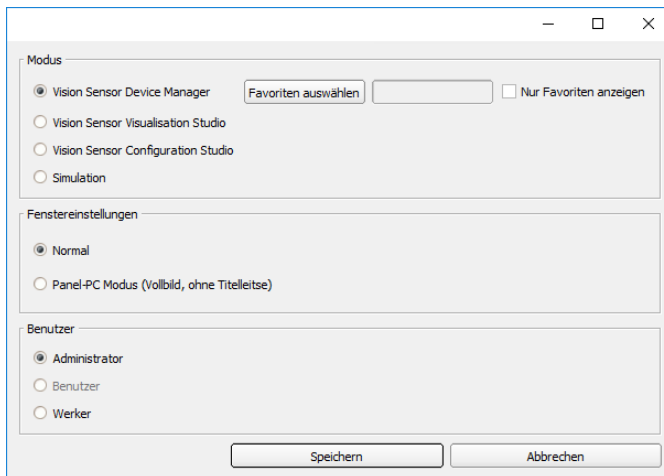 Modus
Vision Sensor Device Manager Favoriten auswählen Nur Favoriten anzeigen
Vision Sensor Visualisation Studio
Vision Sensor Configuration Studio
Simulation
Fenstereinstellungen
Normal
Panel-PC Modus (Vollbild, ohne Titelleitse)
Benutzer
Administrator
Benutzer
Werker
Speichern Abbrechen